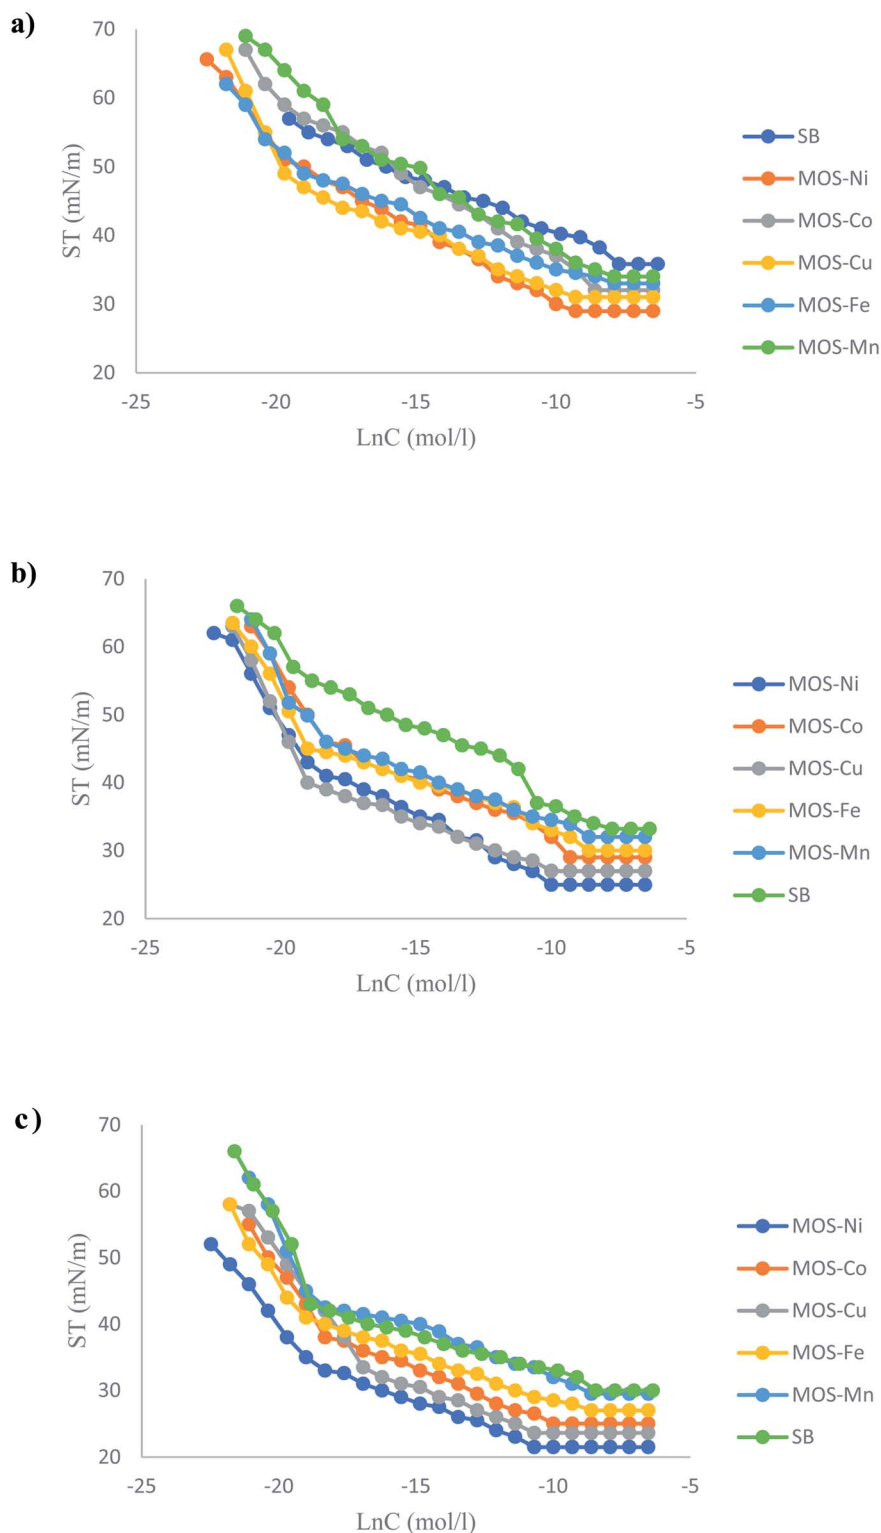 a)
70
60
50
40
30
20
ST (mN/m)
-25 -20 -15 -10 -5
LnC (mol/l)
SB
MOS-Ni
MOS-Co
MOS-Cu
MOS-Fe
MOS-Mn
b)
70
60
50
40
30
20
ST (mN/m)
-25 -20 -15 -10 -5
LnC (mol/l)
MOS-Ni
MOS-Co
MOS-Cu
MOS-Fe
MOS-Mn
SB
c)
70
60
50
40
30
20
ST (mN/m)
-25 -20 -15 -10 -5
LnC (mol/l)
MOS-Ni
MOS-Co
MOS-Cu
MOS-Fe
MOS-Mn
SB